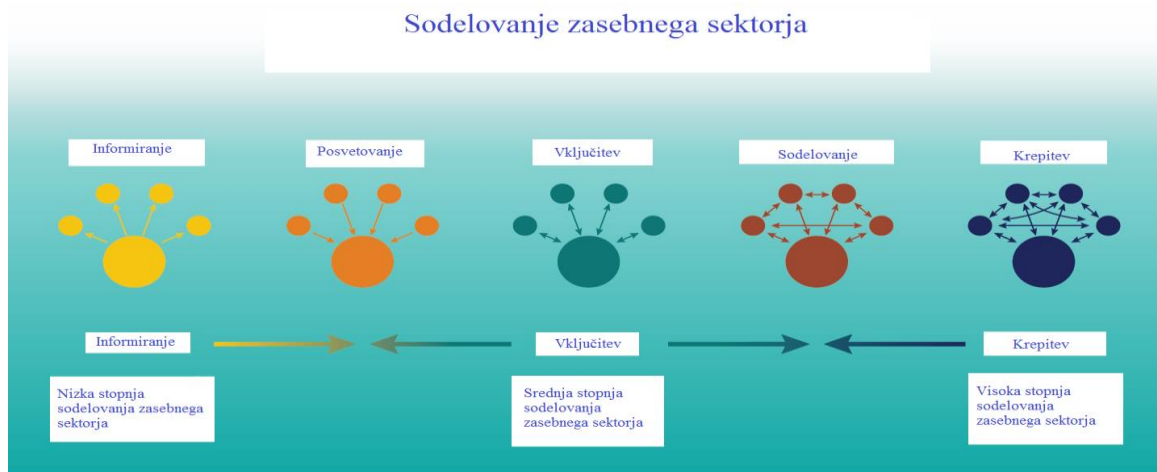 Sodelovanje zasebnega sektorja
Informiranje
Posvetovanje
Vključitev
Sodelovanje
Krepitev
Informiranje
Vključitev
Krepitev
Nizka stopnja
sodelovanja zasebnega
sektorja
Srednja stopnja
sodelovanja
zasebnega sektorja
Visoka stopnja
sodelovanja
zasebnega sektorja